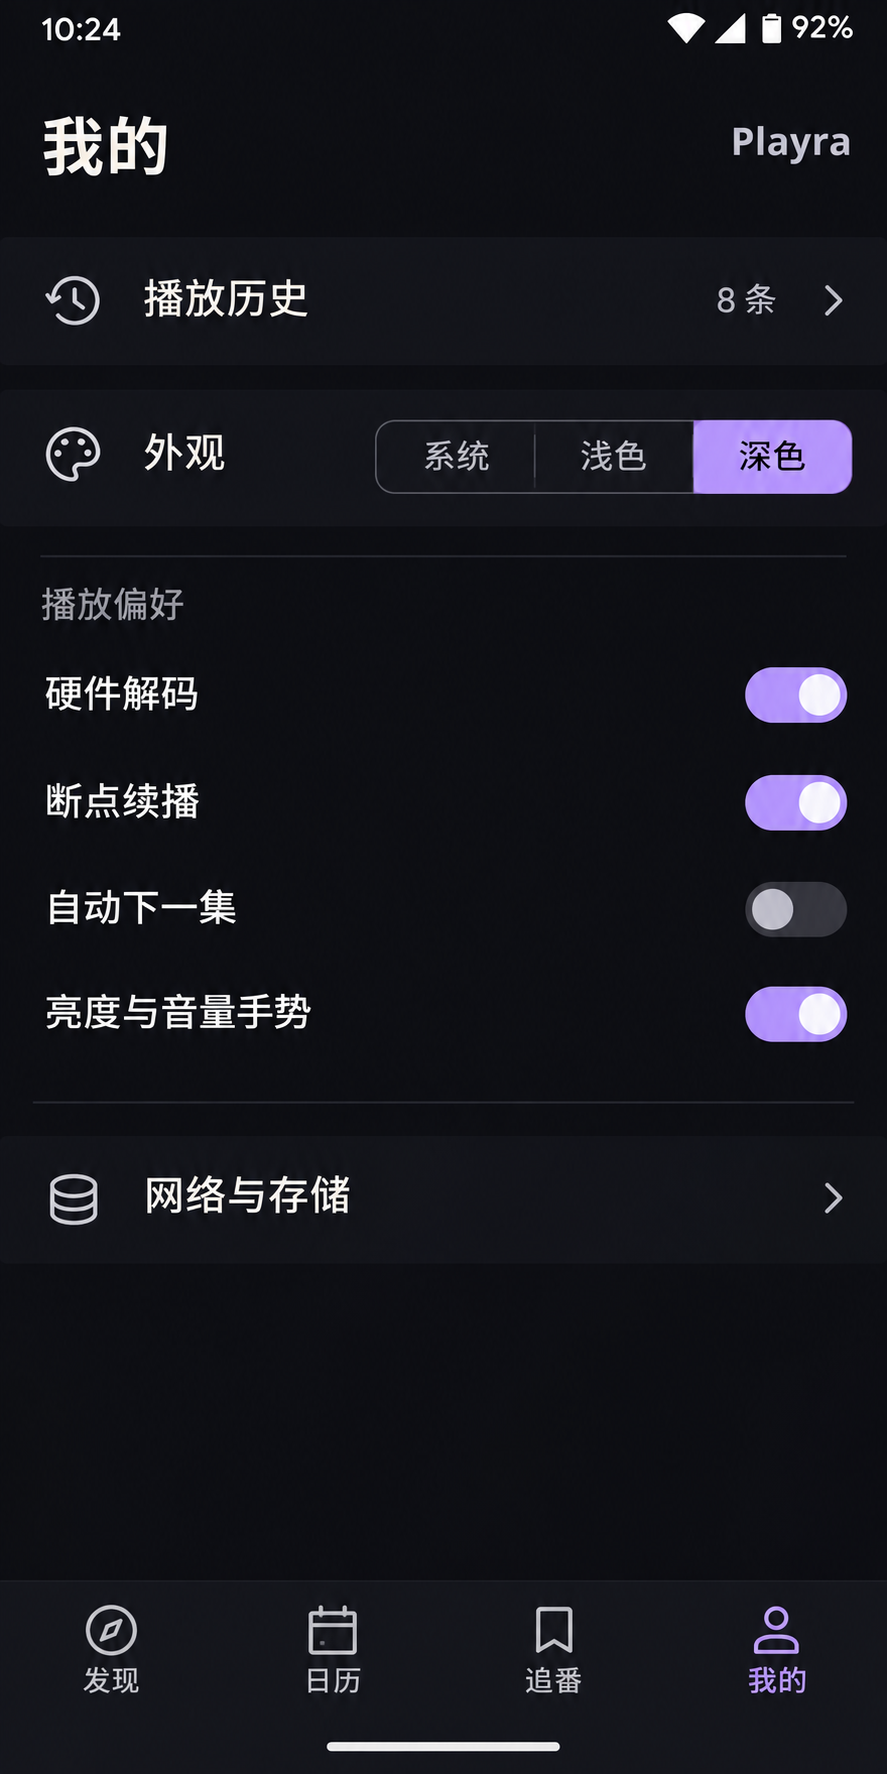 10:24 92%
我的 Playra
播放历史 8 条
外观 系统 浅色 深色
播放偏好
硬件解码
断点续播
自动下一集
亮度与音量手势
网络与存储
发现 日历 追番 我的